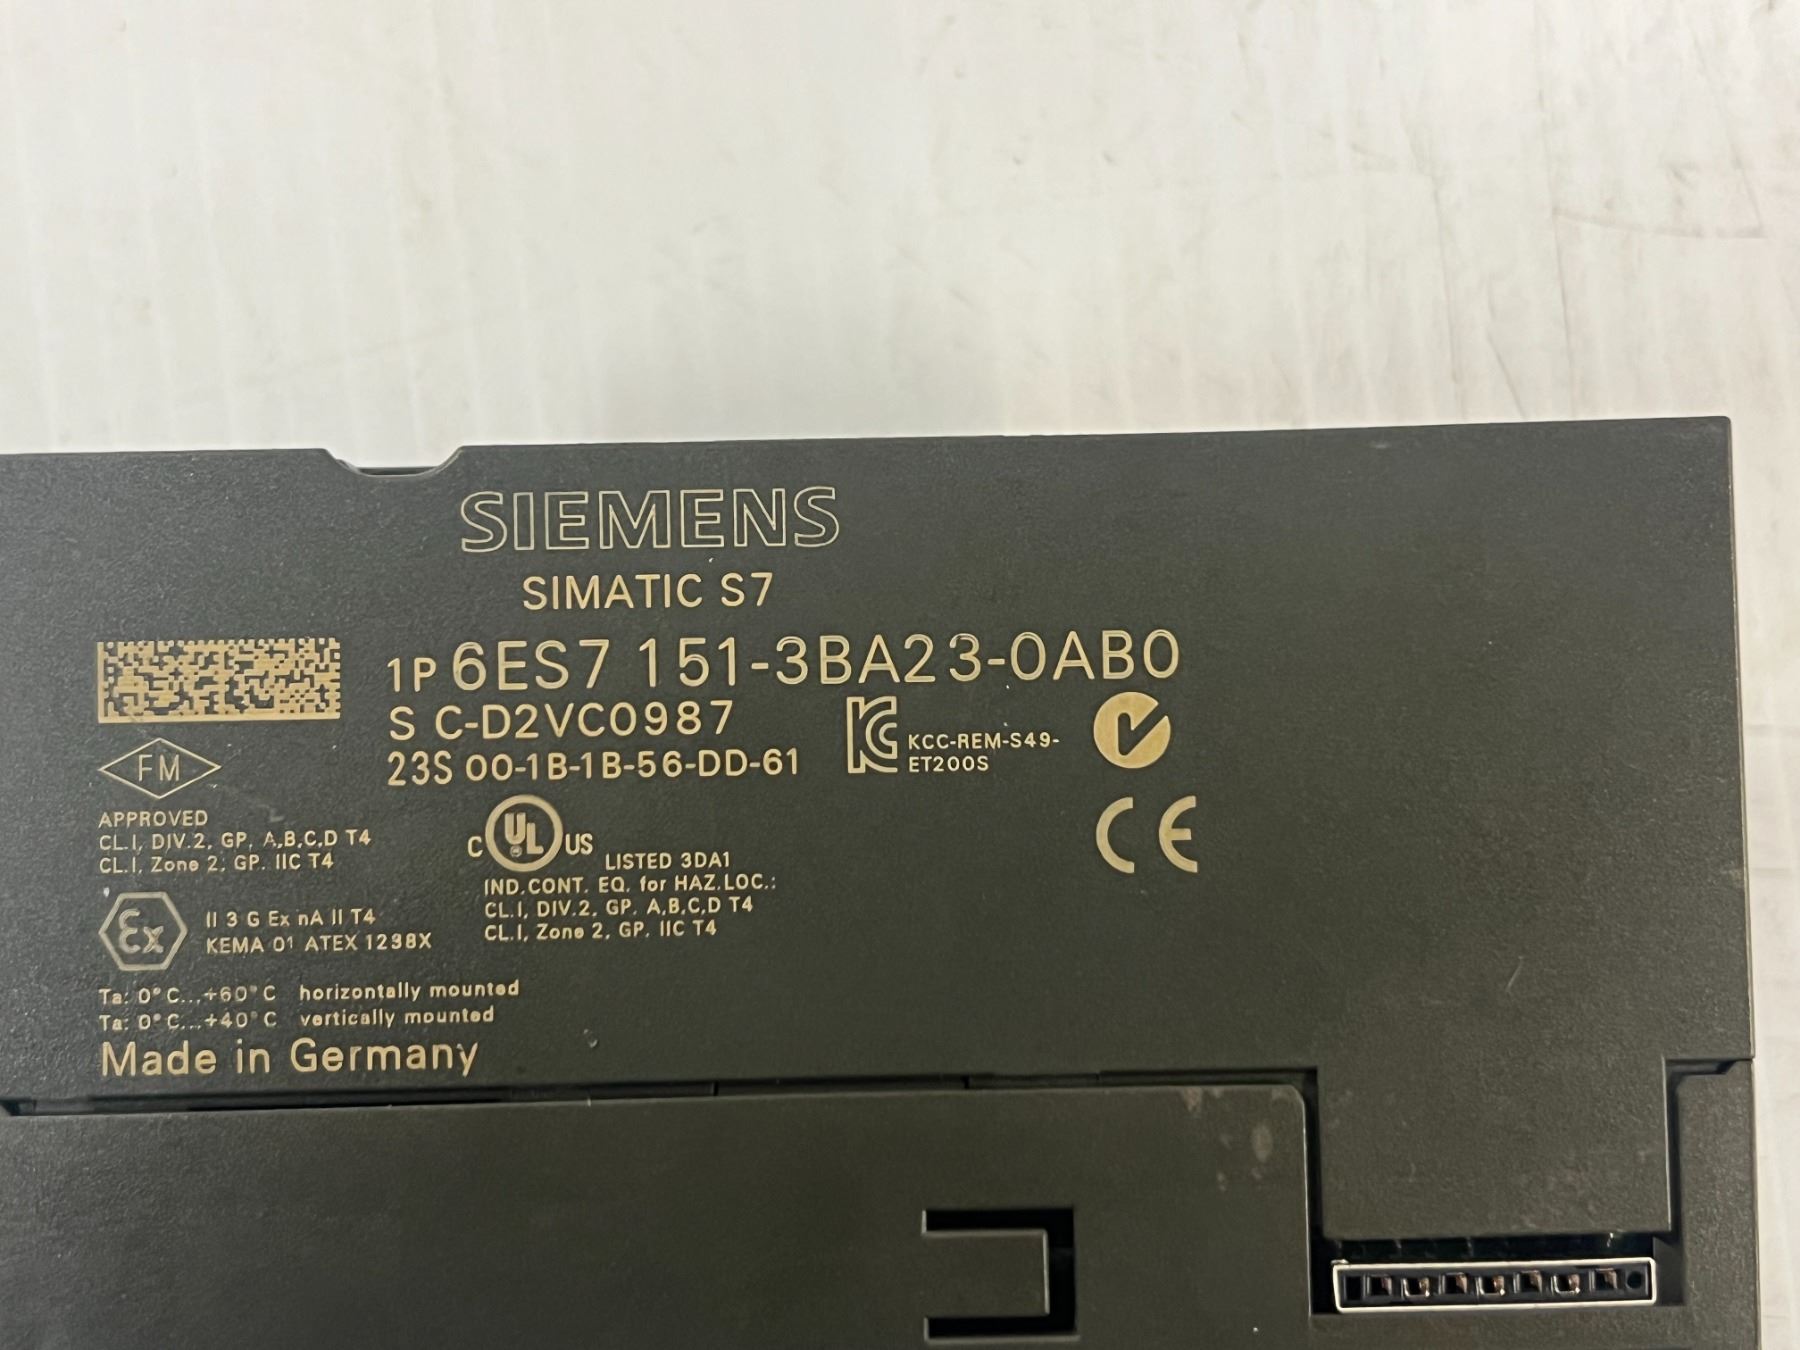 SIEMENS
SIMATIC S7
1P 6ES7 151-3BA23-0AB0
S C-D2VC0987
23S 00-1B-1B-56-DD-61
KCC-REM-S49-
ET200S
FM
APPROVED
CL.I, DIV.2, GP. A,B,C,D T4
CL.I, Zone 2, GP. IIC T4
C UL US LISTED 3DA1
IND.CONT. EQ. for HAZ.LOC.:
CL.I, DIV.2, GP. A,B,C,D T4
CL.I, Zone 2, GP. IIC T4
CE
Ex
II 3 G Ex nA II T4
KEMA 01 ATEX 1238X
Ta: 0°C...+60°C horizontally mounted
Ta: 0°C...+40°C vertically mounted
Made in Germany